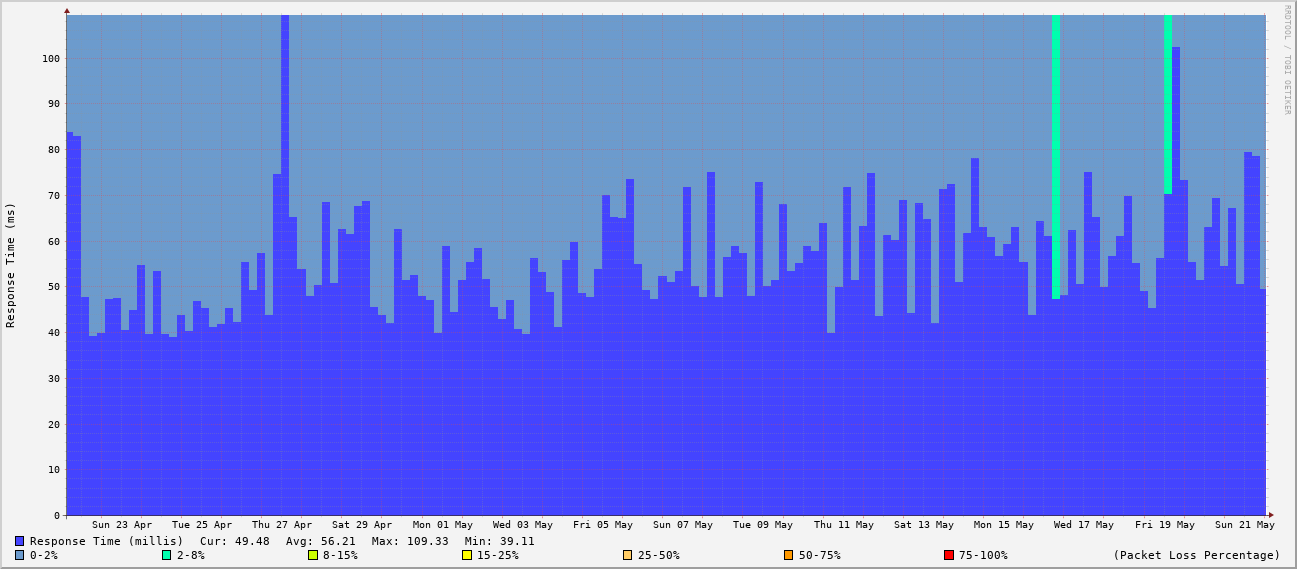 RRDTOOL / TOBI OETIKER
Response Time (ms)
100
90
80
70
60
50
40
30
20
10
0
Sun 23 Apr Tue 25 Apr Thu 27 Apr Sat 29 Apr Mon 01 May Wed 03 May Fri 05 May Sun 07 May Tue 09 May Thu 11 May Sat 13 May Mon 15 May Wed 17 May Fri 19 May Sun 21 May
Response Time (millis) Cur: 49.48 Avg: 56.21 Max: 109.33 Min: 39.11
0-2% 2-8% 8-15% 15-25% 25-50% 50-75% 75-100% (Packet Loss Percentage)